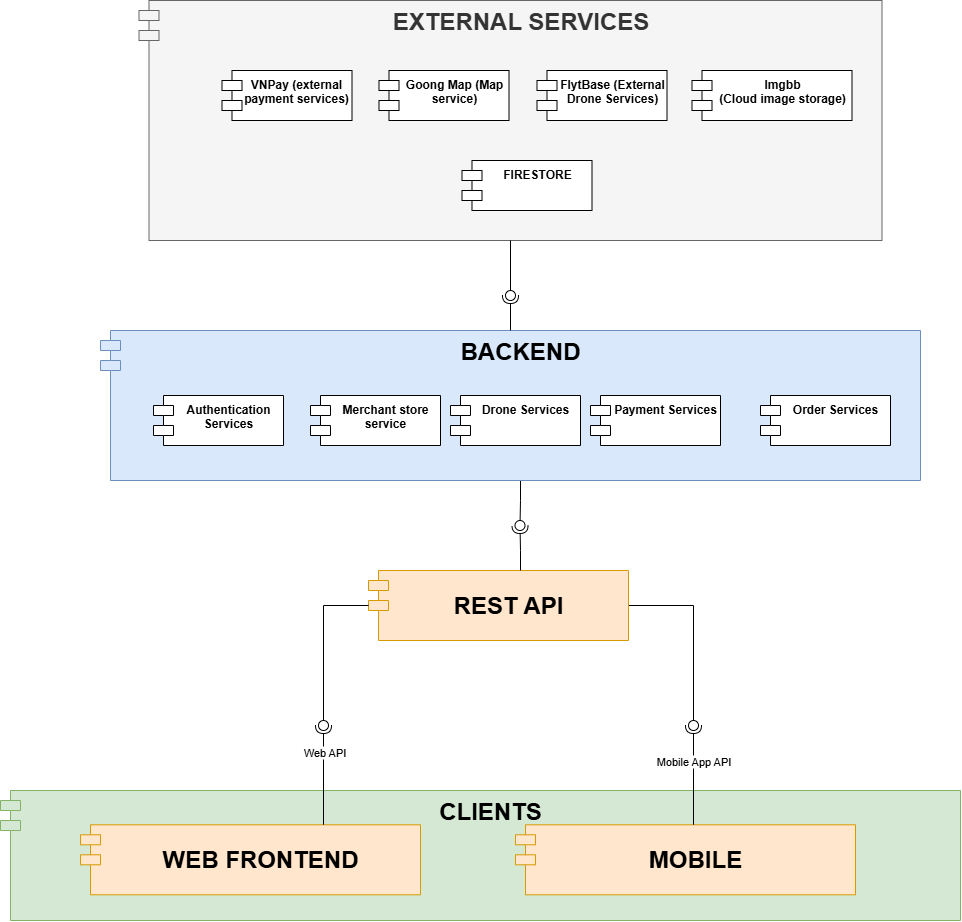 EXTERNAL SERVICES
VNPay (external
payment services)
Goong Map (Map
service)
FlytBase (External
Drone Services)
Imgbb
(Cloud image storage)
FIRESTORE
BACKEND
Authentication
Services
Merchant store
service
Drone Services
Payment Services
Order Services
REST API
Web API
Mobile App API
CLIENTS
WEB FRONTEND
MOBILE